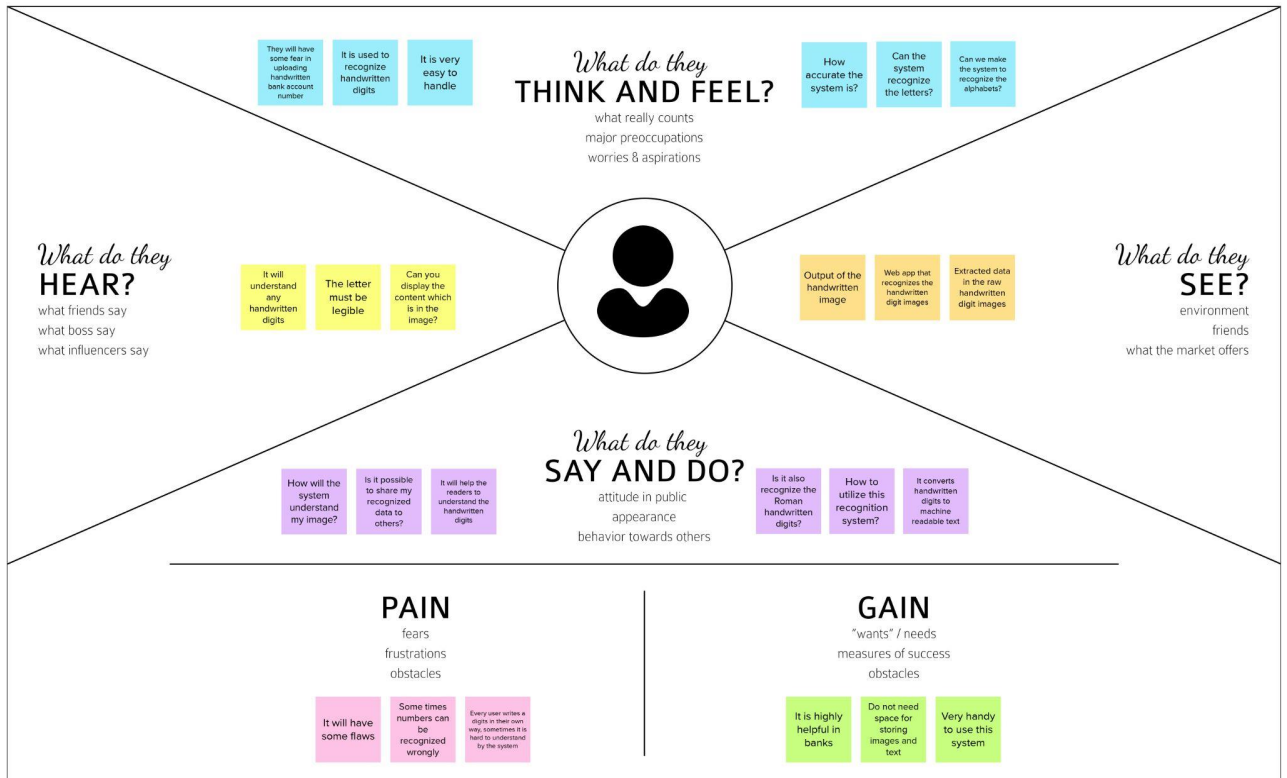 What do they
THINK AND FEEL?
what really counts
major preoccupations
worries & aspirations
They will have
some fear in
uploading
handwritten
bank account
number
It is used to
recognize
handwritten
digits
It is very
easy to
handle
How
accurate the
system is?
Can the
system
recognize
the letters?
Can we make
the system to
recognize the
alphabets?
What do they
HEAR?
what friends say
what boss say
what influencers say
It will
understand
any
handwritten
digits
The letter
must be
legible
Can you
display the
content which
is in the
image?
Output of the
handwritten
image
Web app that
recognizes the
handwritten
digit images
Extracted data
in the raw
handwritten
digit images
What do they
SEE?
environment
friends
what the market offers
What do they
SAY AND DO?
attitude in public
appearance
behavior towards others
How will the
system
understand
my image?
Is it possible
to share my
recognized
data to
others?
It will help the
readers to
understand the
handwritten
digits
Is it also
recognize the
Roman
handwritten
digits?
How to
utilize this
recognition
system?
It converts
handwritten
digits to
machine
readable text
PAIN
fears
frustrations
obstacles
It will have
some flaws
Some times
numbers can
be
recognized
wrongly
Every user writes a
digits in their own
way, sometimes it is
hard to understand
by the system
GAIN
"wants" / needs
measures of success
obstacles
It is highly
helpful in
banks
Do not need
space for
storing
images and
text
Very handy
to use this
system